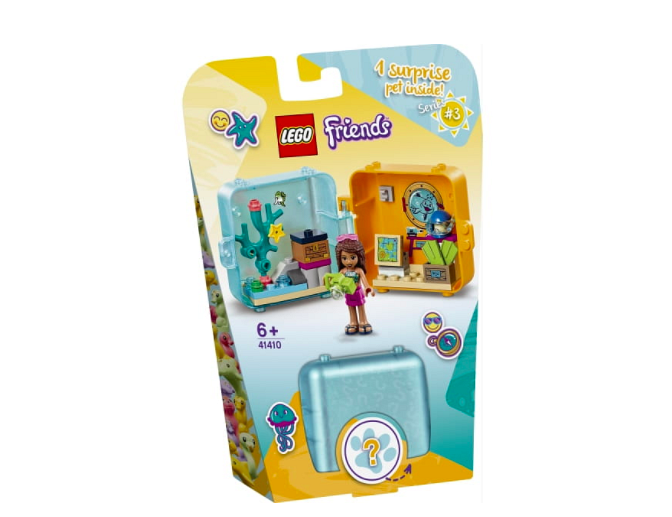 1 surprise
pet inside!
Series
#3
LEGO Friends
6+
41410
?